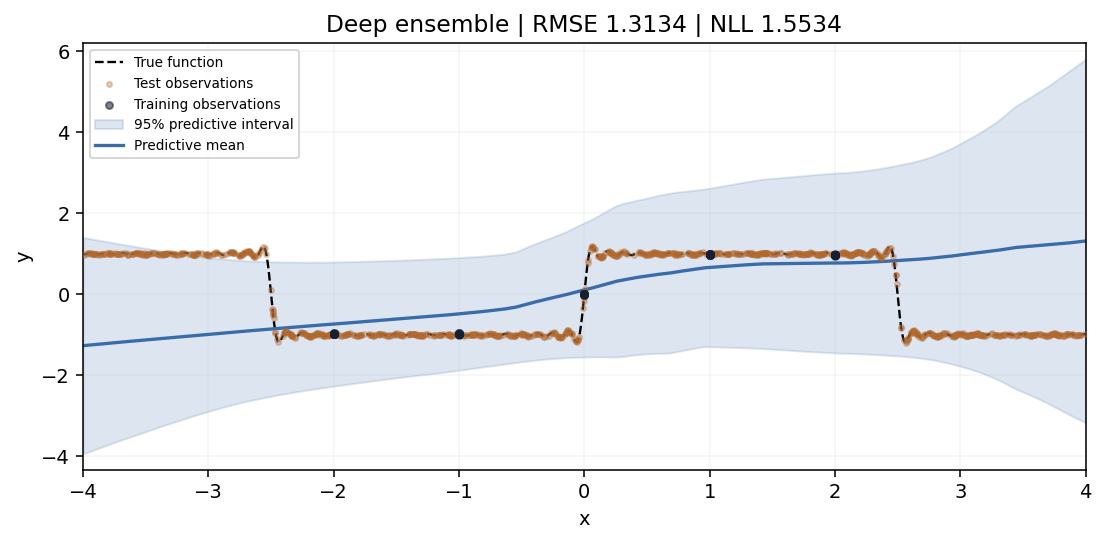 Deep ensemble | RMSE 1.3134 | NLL 1.5534
True function
Test observations
Training observations
95% predictive interval
Predictive mean
6
4
2
0
−2
−4
y
−4 −3 −2 −1 0 1 2 3 4
x